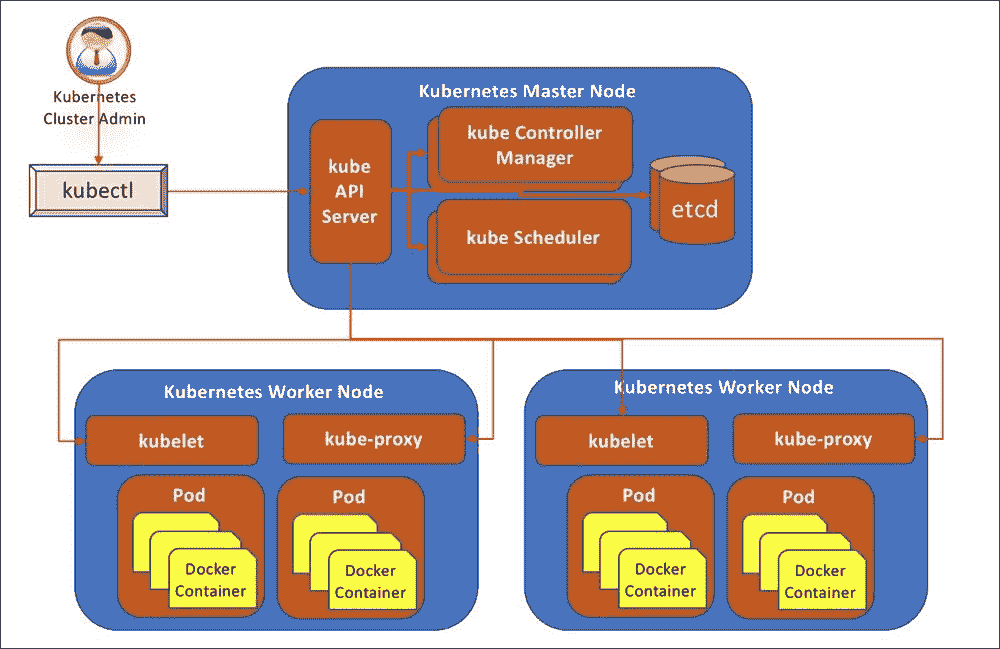 Kubernetes
Cluster Admin
kubectl
Kubernetes Master Node
kube
API
Server
kube Controller
Manager
kube Scheduler
etcd
Kubernetes Worker Node
kubelet
kube-proxy
Pod
Docker
Container
Pod
Docker
Container
Kubernetes Worker Node
kubelet
kube-proxy
Pod
Docker
Container
Pod
Docker
Container